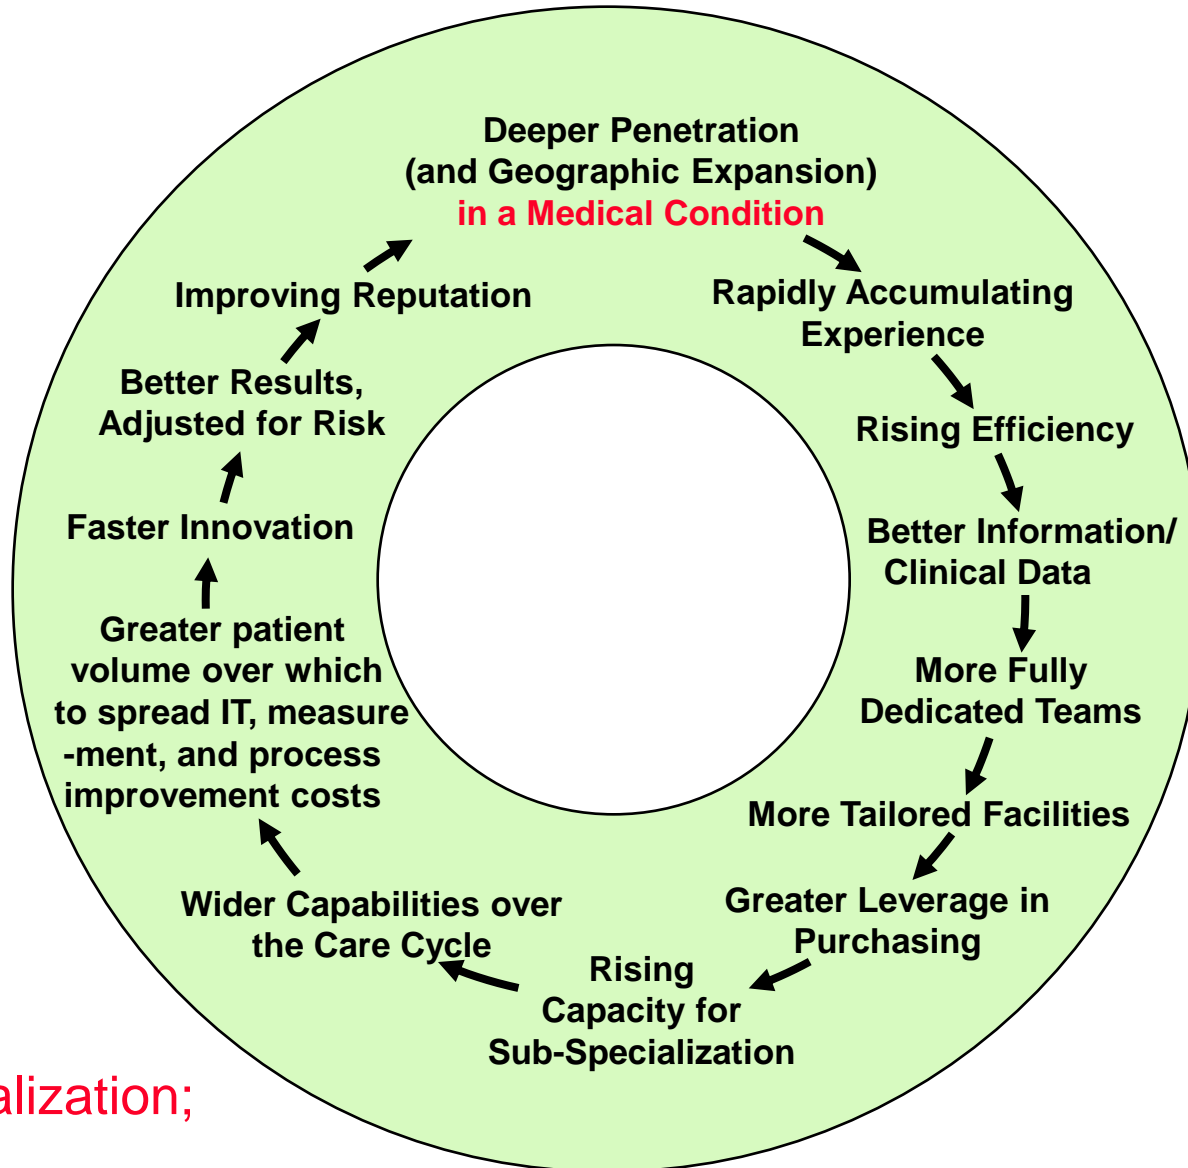 Deeper Penetration
(and Geographic Expansion)
in a Medical Condition
Rapidly Accumulating
Experience
Rising Efficiency
Better Information/
Clinical Data
More Fully
Dedicated Teams
More Tailored Facilities
Greater Leverage in
Purchasing
Rising
Capacity for
Sub-Specialization
Wider Capabilities over
the Care Cycle
Greater patient
volume over which
to spread IT, measure
-ment, and process
improvement costs
Faster Innovation
Better Results,
Adjusted for Risk
Improving Reputation
alization;